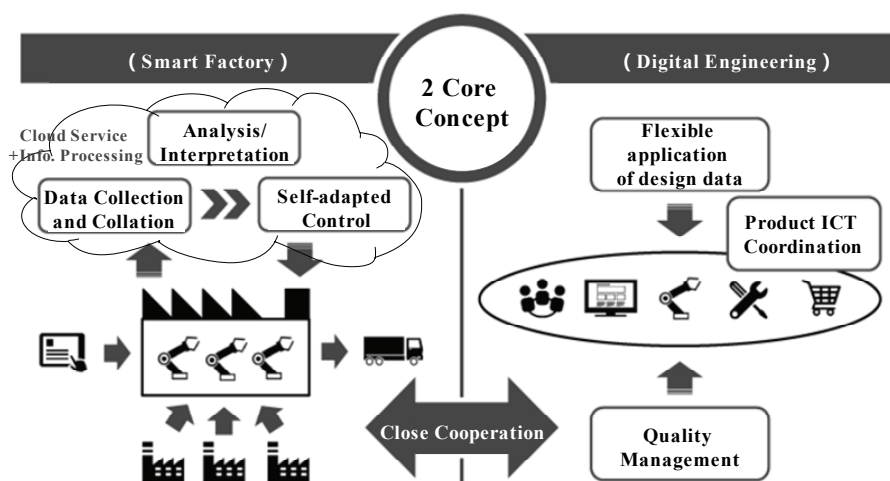 ( Smart Factory )
2 Core
Concept
( Digital Engineering )
Cloud Service
+Info. Processing
Analysis/
Interpretation
Data Collection
and Collation
Self-adapted
Control
Flexible
application
of design data
Product ICT
Coordination
Close Cooperation
Quality
Management